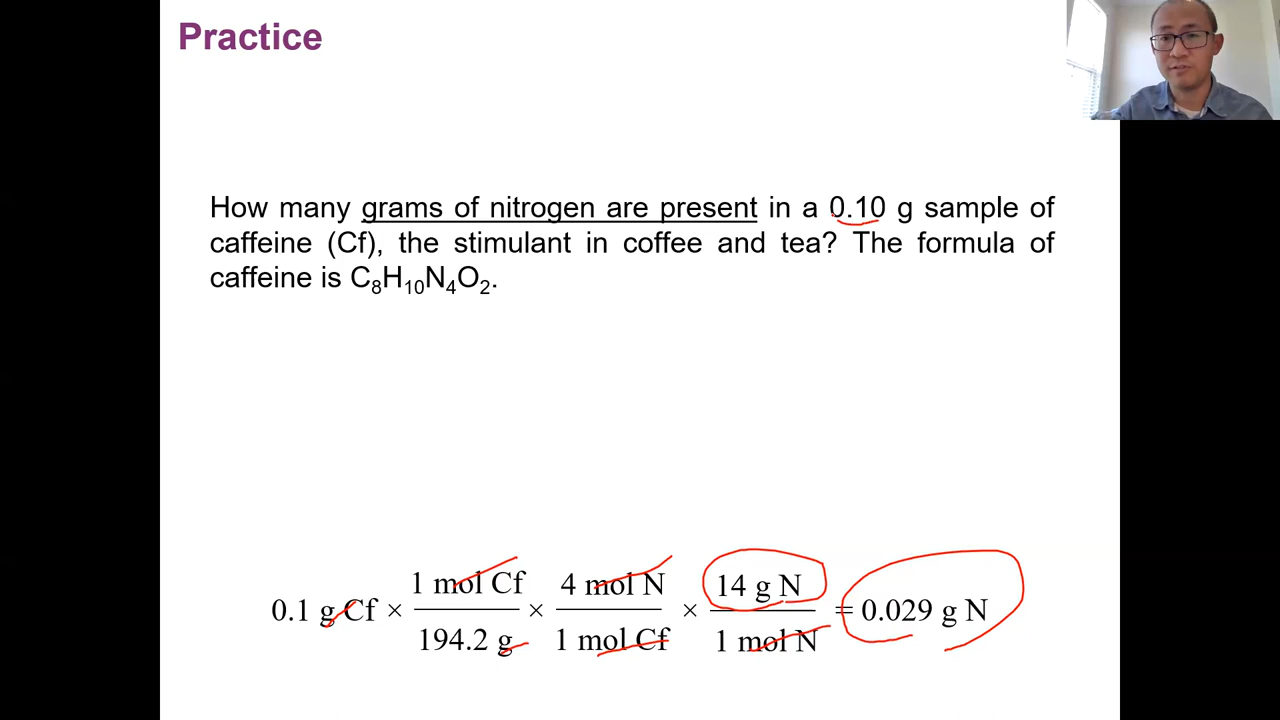 Practice
How many grams of nitrogen are present in a 0.10 g sample of
caffeine (Cf), the stimulant in coffee and tea? The formula of
caffeine is C₈H₁₀N₄O₂.
0.1 g Cf × 1 mol Cf / 194.2 g × 4 mol N / 1 mol Cf × 14 g N / 1 mol N = 0.029 g N